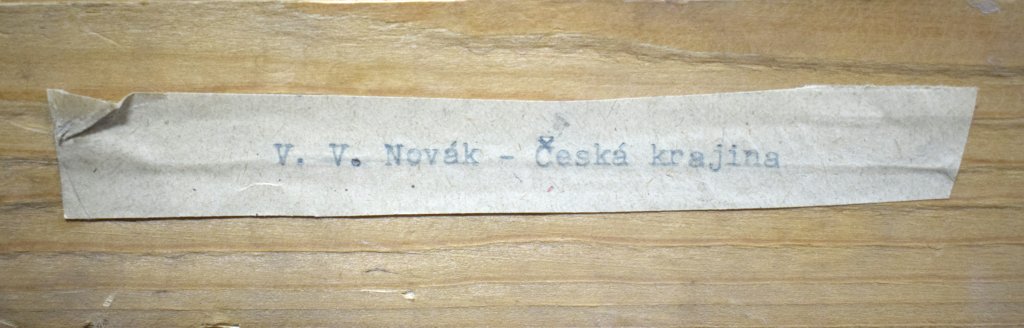 V. V. Novák - Česká krajina